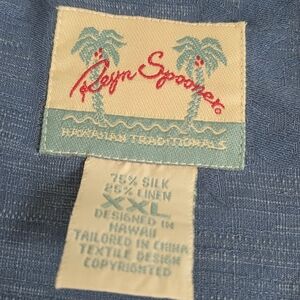 Reyn Spooner
HAWAIIAN TRADITIONALS
75% SILK
25% LINEN
XXL
DESIGNED IN
HAWAII
TAILORED IN CHINA
TEXTILE DESIGN
COPYRIGHTED